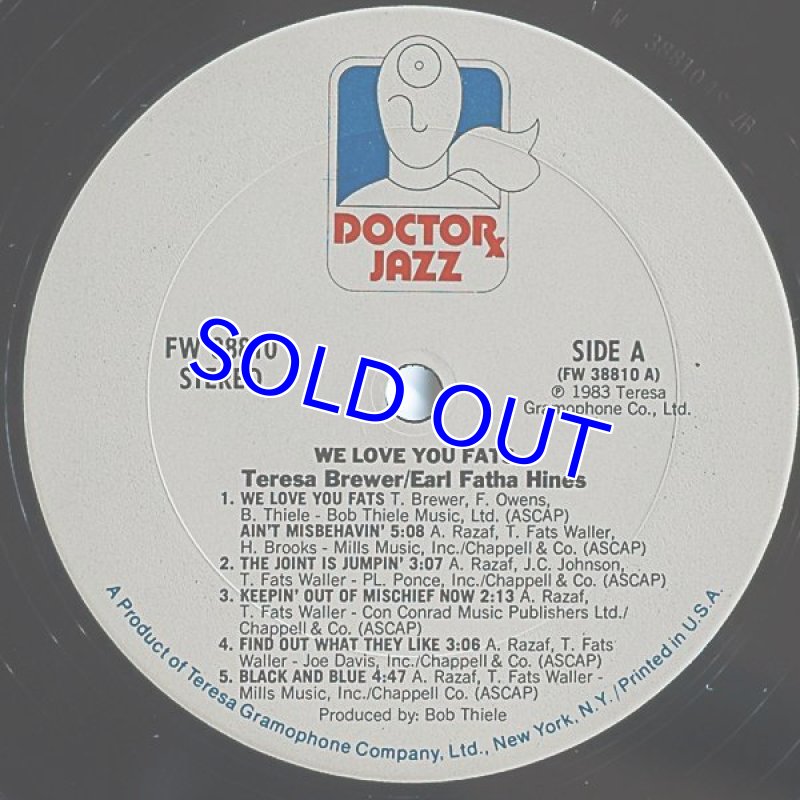 W 38810 AS 2B
DOCTOR℞
JAZZ
FW 38810
STEREO
SIDE A
(FW 38810 A)
℗ 1983 Teresa
Gramophone Co., Ltd.
SOLD OUT
WE LOVE YOU FATS
Teresa Brewer/Earl Fatha Hines
1. WE LOVE YOU FATS T. Brewer, F. Owens,
B. Thiele - Bob Thiele Music, Ltd. (ASCAP)
AIN'T MISBEHAVIN' 5:08 A. Razaf, T. Fats Waller,
H. Brooks - Mills Music, Inc./Chappell & Co. (ASCAP)
2. THE JOINT IS JUMPIN' 3:07 A. Razaf, J.C. Johnson,
T. Fats Waller - PL. Ponce, Inc./Chappell & Co. (ASCAP)
3. KEEPIN' OUT OF MISCHIEF NOW 2:13 A. Razaf,
T. Fats Waller - Con Conrad Music Publishers Ltd./
Chappell & Co. (ASCAP)
4. FIND OUT WHAT THEY LIKE 3:06 A. Razaf, T. Fats
Waller - Joe Davis, Inc./Chappell & Co. (ASCAP)
5. BLACK AND BLUE 4:47 A. Razaf, T. Fats Waller -
Mills Music, Inc./Chappell Co. (ASCAP)
Produced by: Bob Thiele
A Product of Teresa Gramophone Company, Ltd., New York, N.Y./Printed in U.S.A.